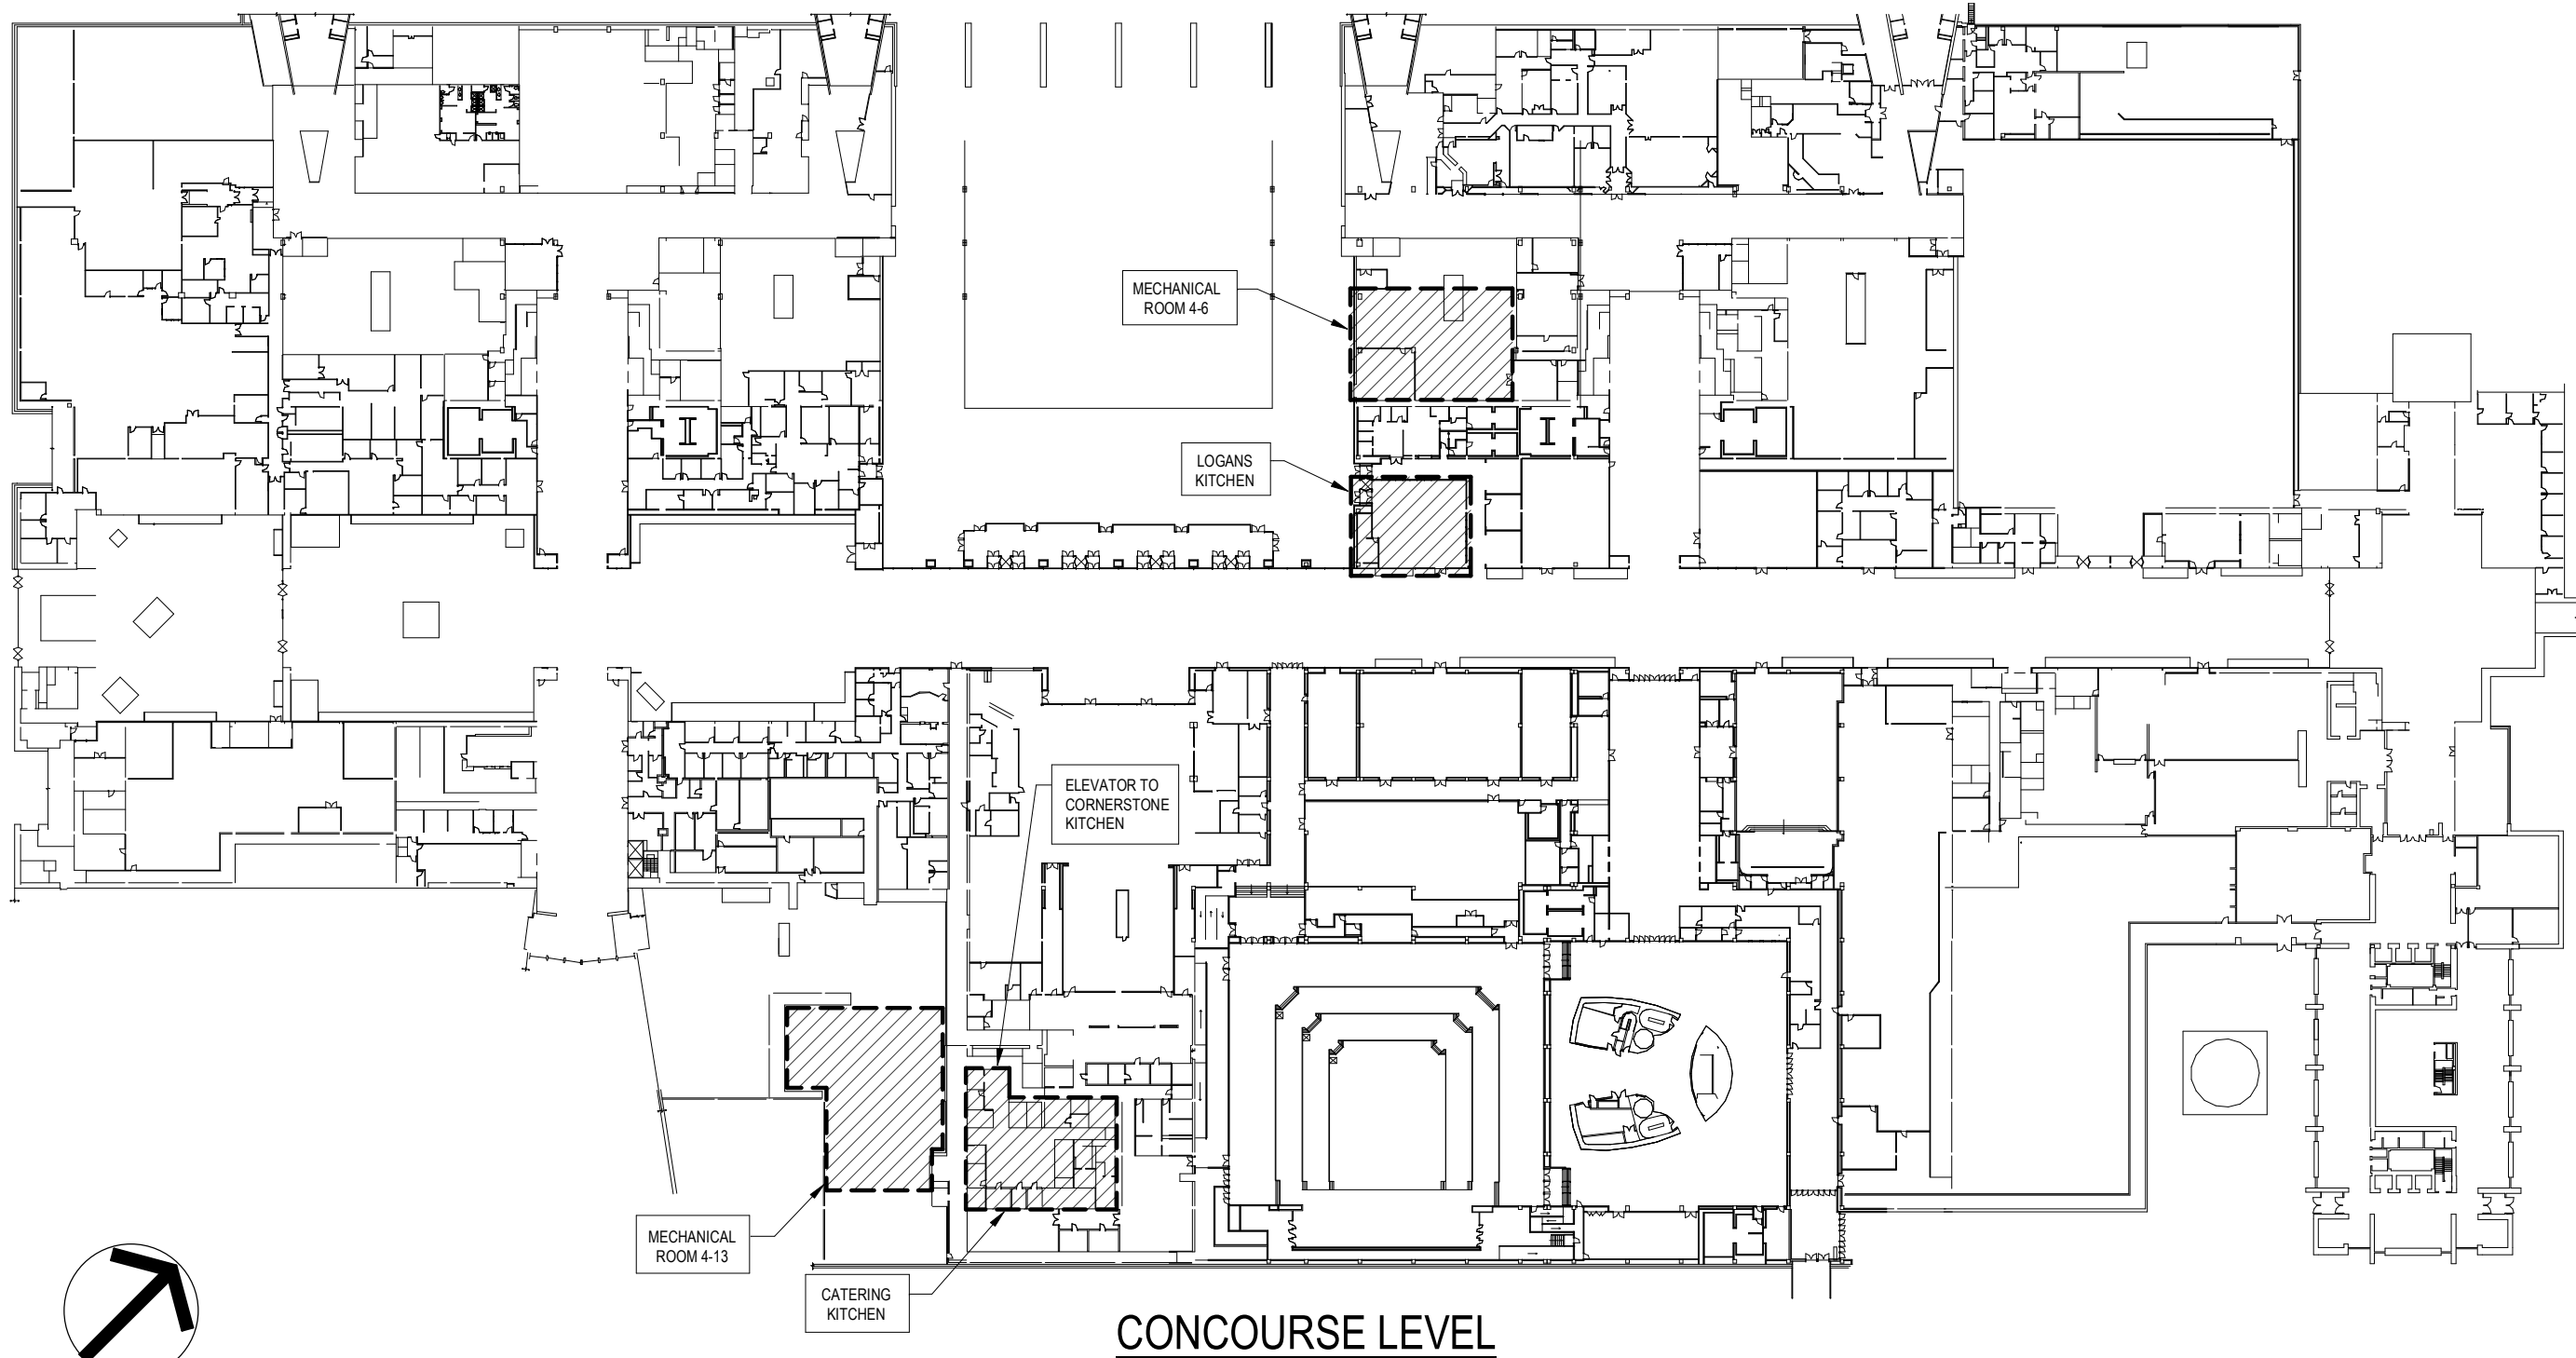 MECHANICAL
ROOM 4-6
LOGANS
KITCHEN
ELEVATOR TO
CORNERSTONE
KITCHEN
MECHANICAL
ROOM 4-13
CATERING
KITCHEN
CONCOURSE LEVEL